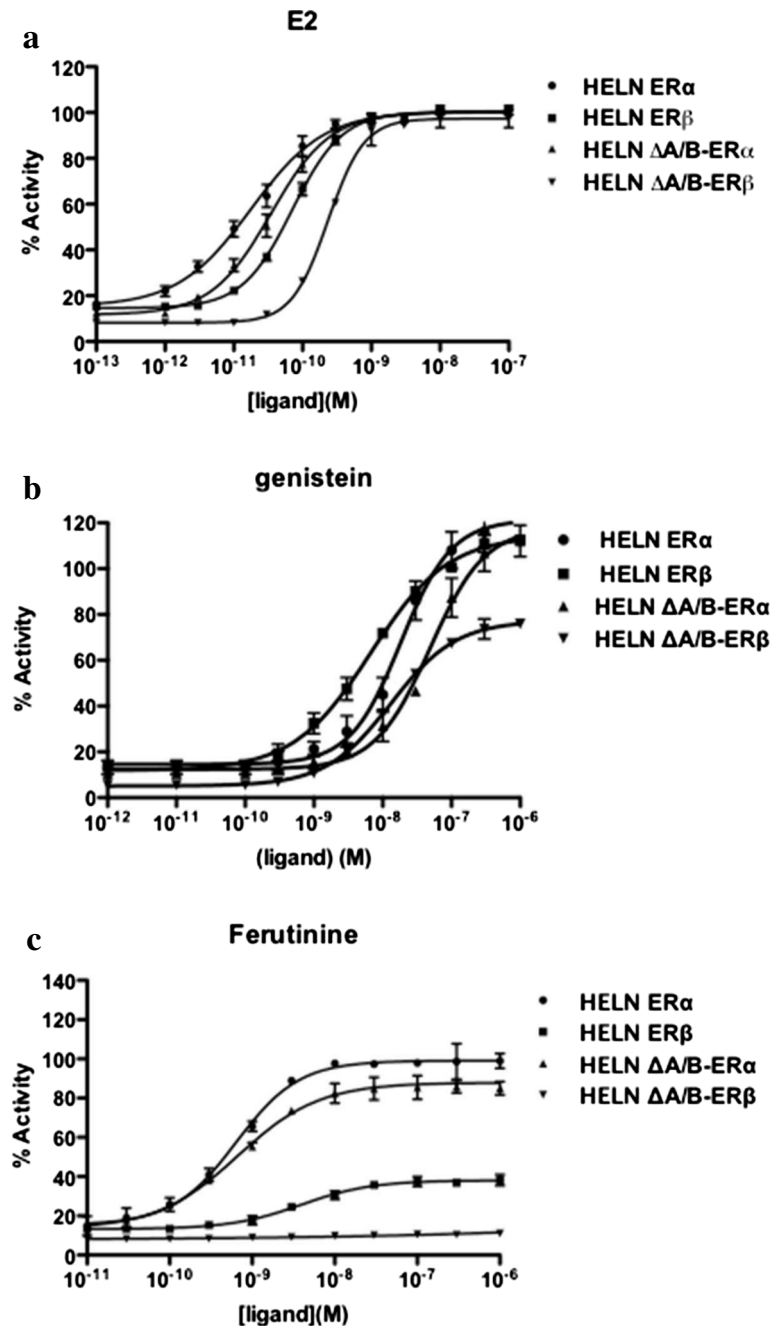 a
E2
120
100
80
60
40
20
0
% Activity
10-13 10-12 10-11 10-10 10-9 10-8 10-7
[ligand](M)
HELN ERα
HELN ERβ
HELN ΔA/B-ERα
HELN ΔA/B-ERβ
b
genistein
120
100
80
60
40
20
0
% Activity
10-12 10-11 10-10 10-9 10-8 10-7 10-6
(ligand) (M)
HELN ERα
HELN ERβ
HELN ΔA/B-ERα
HELN ΔA/B-ERβ
c
Ferutinine
140
120
100
80
60
40
20
0
% Activity
10-11 10-10 10-9 10-8 10-7 10-6
[ligand](M)
HELN ERα
HELN ERβ
HELN ΔA/B-ERα
HELN ΔA/B-ERβ